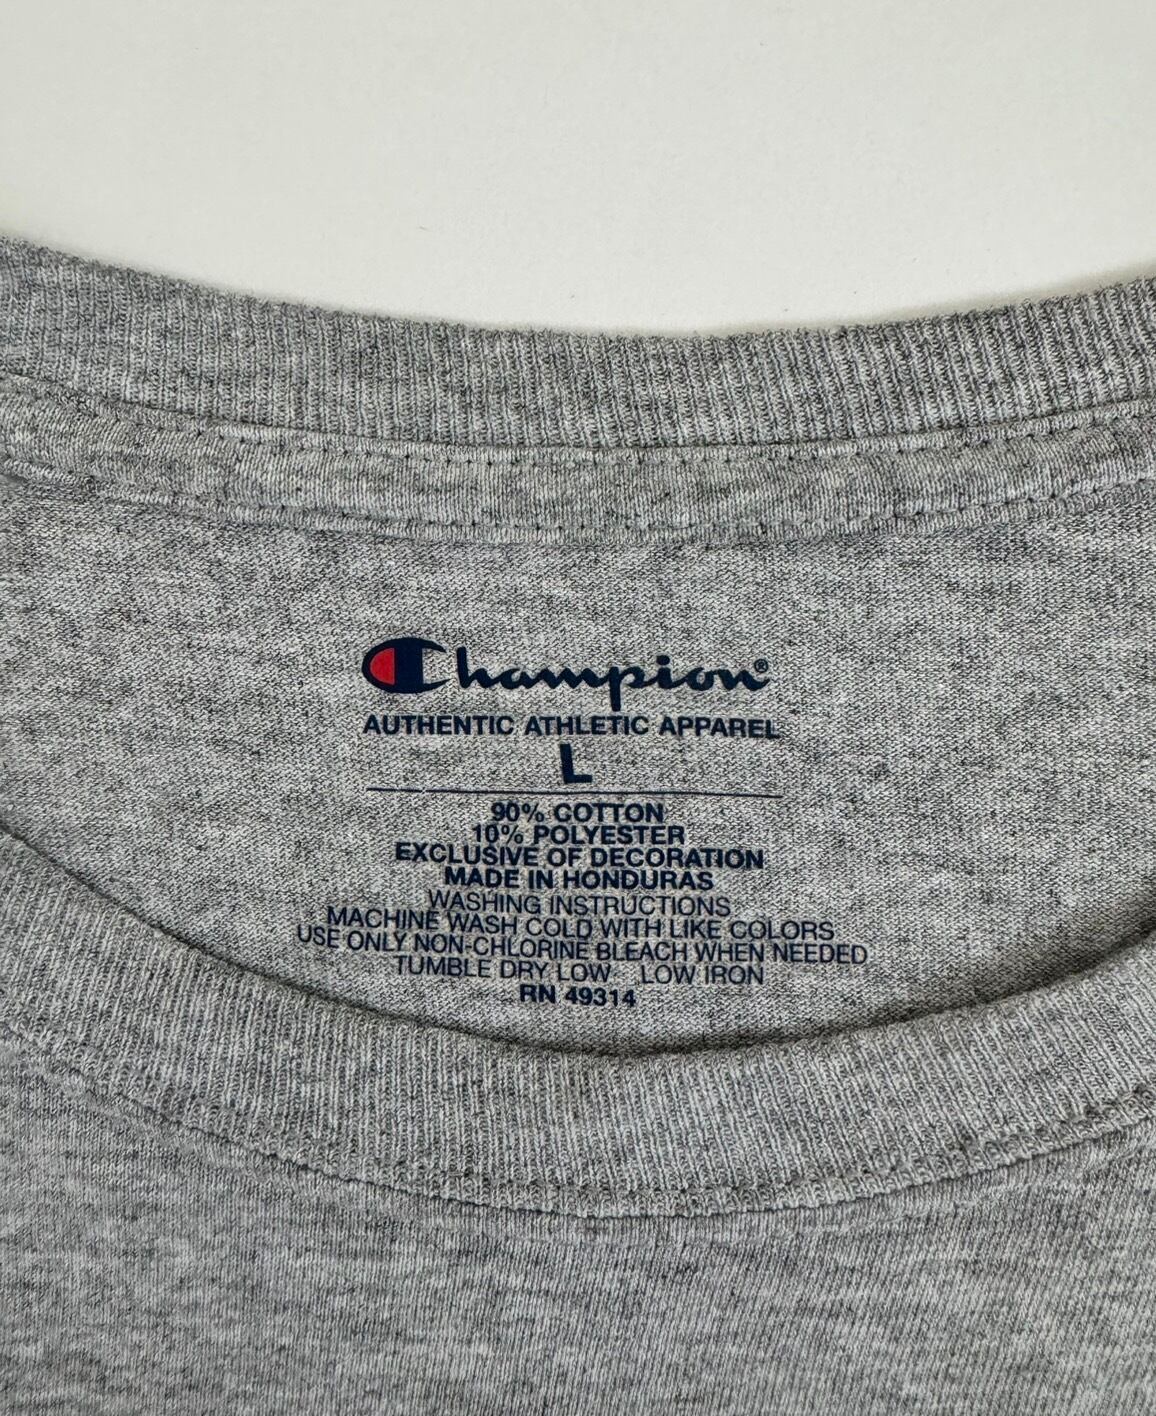 Champion®
AUTHENTIC ATHLETIC APPAREL
L
90% COTTON
10% POLYESTER
EXCLUSIVE OF DECORATION
MADE IN HONDURAS
WASHING INSTRUCTIONS
MACHINE WASH COLD WITH LIKE COLORS
USE ONLY NON-CHLORINE BLEACH WHEN NEEDED
TUMBLE DRY LOW. LOW IRON
RN 49314